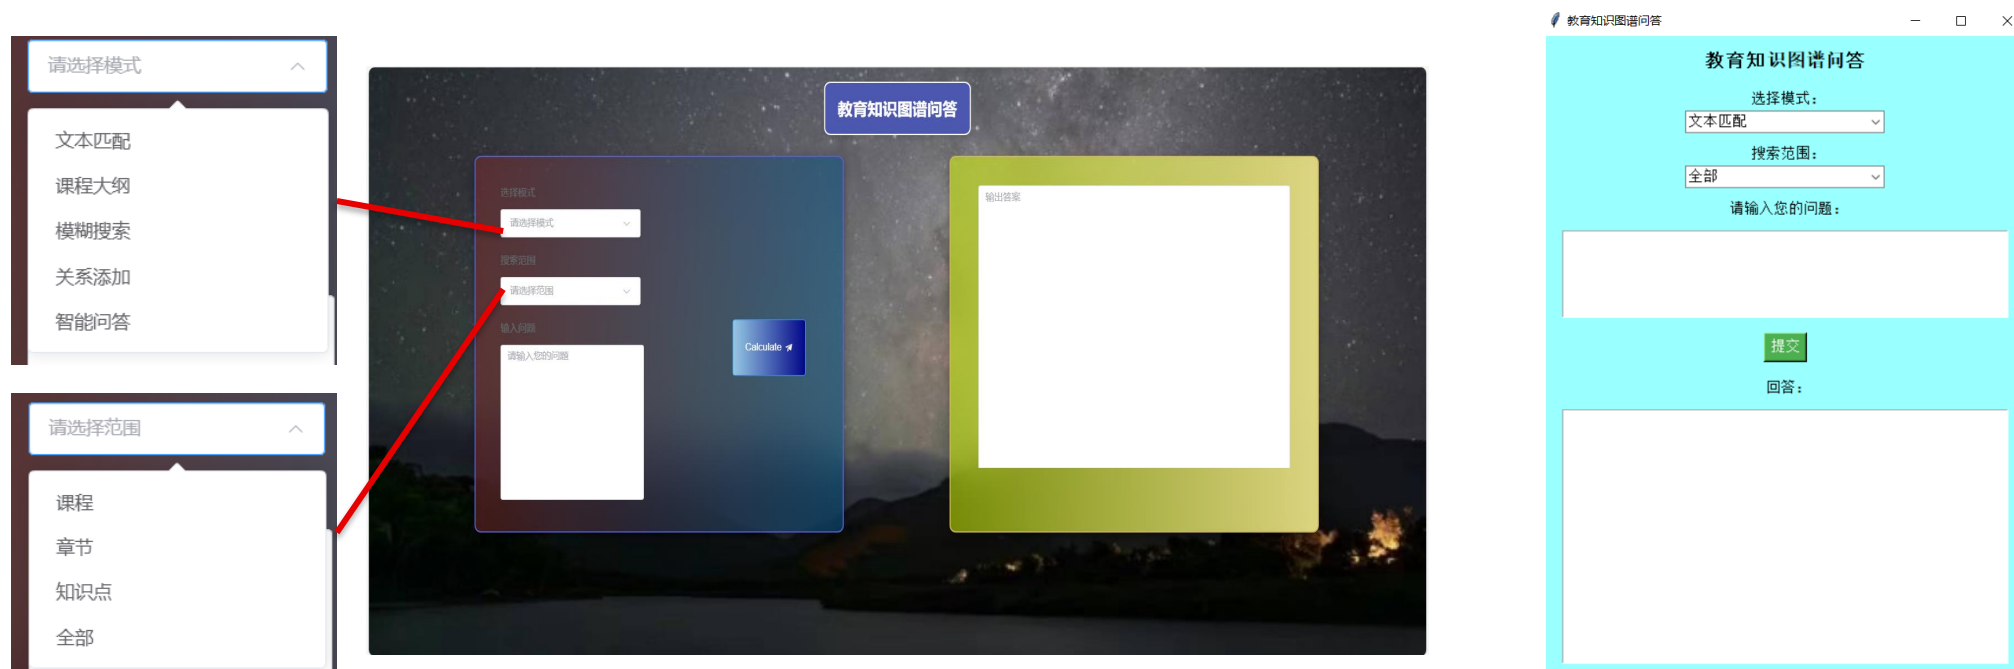 请选择模式
文本匹配
课程大纲
模糊搜索
关系添加
智能问答
请选择范围
课程
章节
知识点
全部
教育知识图谱问答
选择模式
请选择模式
搜索范围
请选择范围
输入问题
请输入您的问题
Calculate
输出答案
教育知识图谱问答
教育知识图谱问答
选择模式：
文本匹配
搜索范围：
全部
请输入您的问题：
提交
回答：